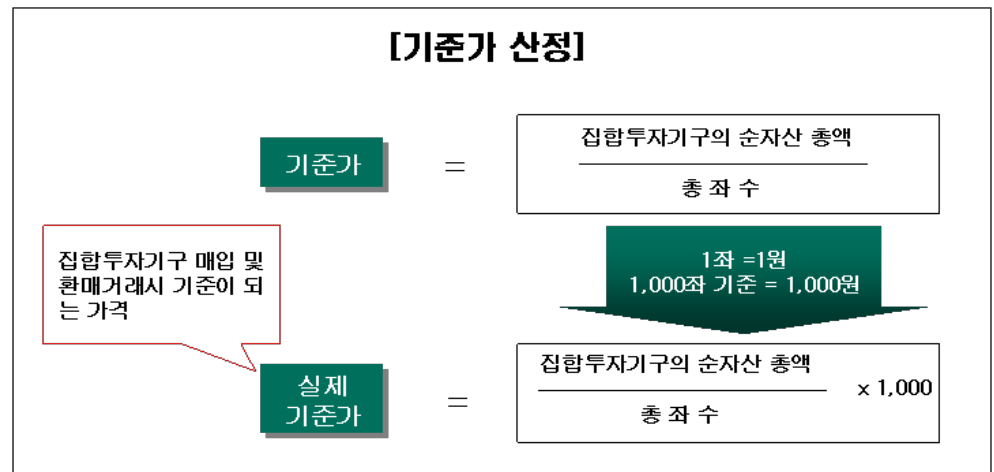 [기준가 산정]
기준가
=
집합투자기구의 순자산 총액
총 좌 수
집합투자기구 매입 및
환매거래시 기준이 되
는 가격
1좌 =1원
1,000좌 기준 = 1,000원
실제
기준가
=
집합투자기구의 순자산 총액
총 좌 수
x 1,000